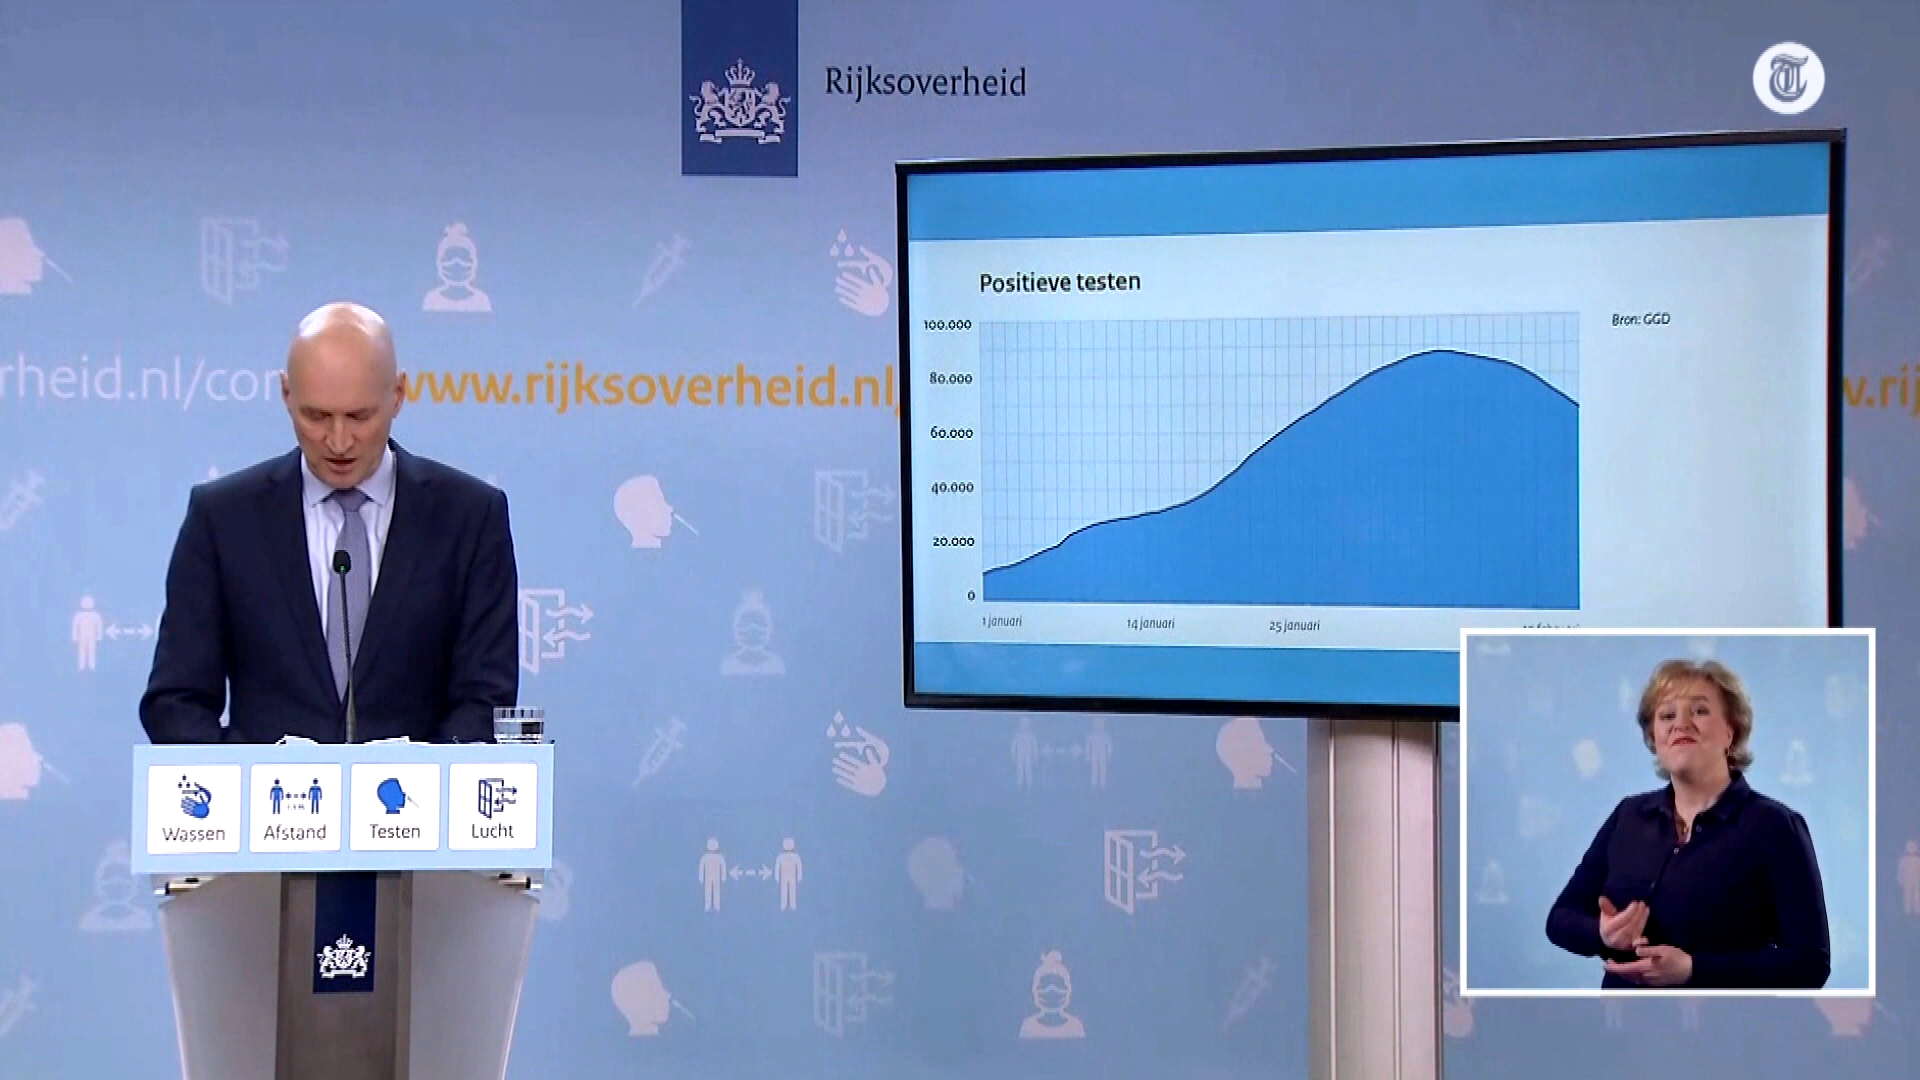 Rijksoverheid
rheid.nl/cor
www.rijksoverheid.nl/
Positieve testen
100.000
80.000
60.000
40.000
20.000
0
Bron: GGD
1 januari
14 januari
25 januari
Wassen
Afstand
Testen
Lucht